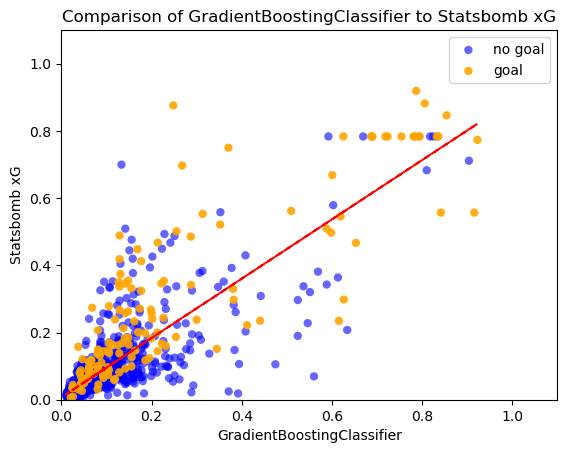 Comparison of GradientBoostingClassifier to Statsbomb xG
no goal
goal
Statsbomb xG
1.0
0.8
0.6
0.4
0.2
0.0
0.0 0.2 0.4 0.6 0.8 1.0
GradientBoostingClassifier